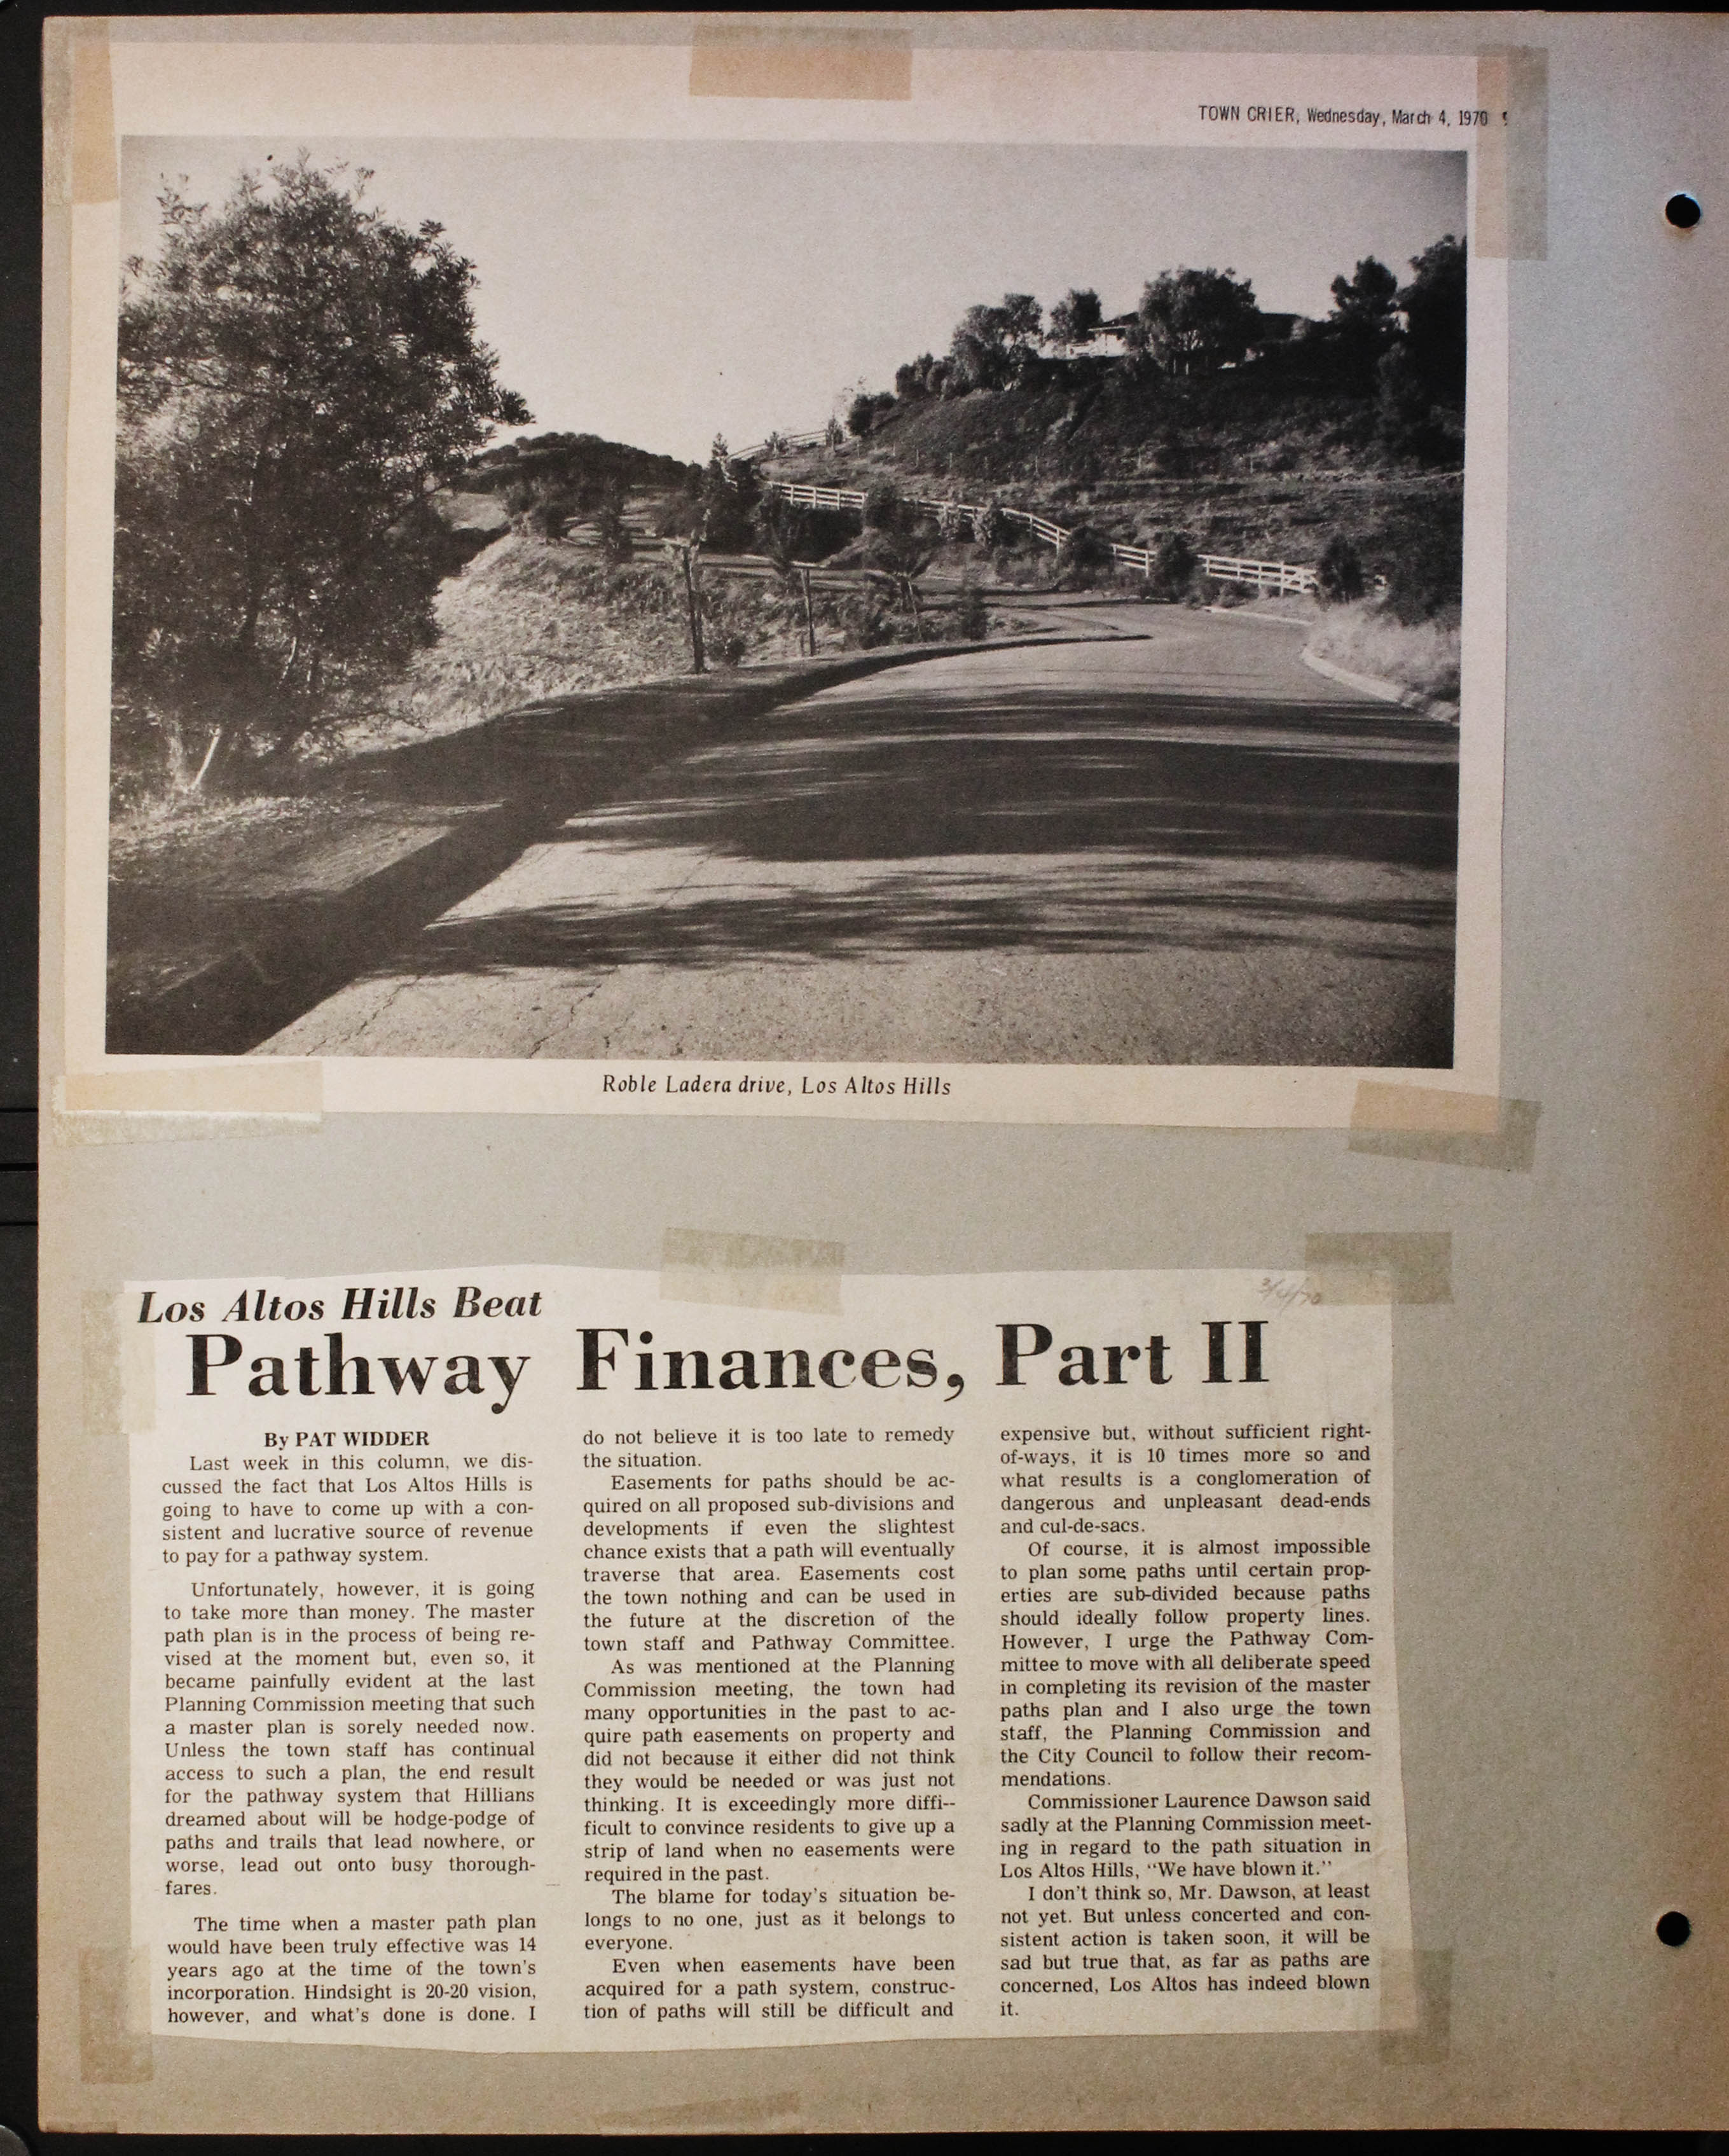 TOWN CRIER, Wednesday, March 4, 1970
Roble Ladera drive, Los Altos Hills
3/4/70
Los Altos Hills Beat
Pathway Finances, Part II
By PAT WIDDER
Last week in this column, we dis-
cussed the fact that Los Altos Hills is
going to have to come up with a con-
sistent and lucrative source of revenue
to pay for a pathway system.
Unfortunately, however, it is going
to take more than money. The master
path plan is in the process of being re-
vised at the moment but, even so, it
became painfully evident at the last
Planning Commission meeting that such
a master plan is sorely needed now.
Unless the town staff has continual
access to such a plan, the end result
for the pathway system that Hillians
dreamed about will be hodge-podge of
paths and trails that lead nowhere, or
worse, lead out onto busy thorough-
fares.
The time when a master path plan
would have been truly effective was 14
years ago at the time of the town's
incorporation. Hindsight is 20-20 vision,
however, and what's done is done. I
do not believe it is too late to remedy
the situation.
Easements for paths should be ac-
quired on all proposed sub-divisions and
developments if even the slightest
chance exists that a path will eventually
traverse that area. Easements cost
the town nothing and can be used in
the future at the discretion of the
town staff and Pathway Committee.
As was mentioned at the Planning
Commission meeting, the town had
many opportunities in the past to ac-
quire path easements on property and
did not because it either did not think
they would be needed or was just not
thinking. It is exceedingly more diffi--
ficult to convince residents to give up a
strip of land when no easements were
required in the past.
The blame for today's situation be-
longs to no one, just as it belongs to
everyone.
Even when easements have been
acquired for a path system, construc-
tion of paths will still be difficult and
expensive but, without sufficient right-
of-ways, it is 10 times more so and
what results is a conglomeration of
dangerous and unpleasant dead-ends
and cul-de-sacs.
Of course, it is almost impossible
to plan some paths until certain prop-
erties are sub-divided because paths
should ideally follow property lines.
However, I urge the Pathway Com-
mittee to move with all deliberate speed
in completing its revision of the master
paths plan and I also urge the town
staff, the Planning Commission and
the City Council to follow their recom-
mendations.
Commissioner Laurence Dawson said
sadly at the Planning Commission meet-
ing in regard to the path situation in
Los Altos Hills, "We have blown it."
I don't think so, Mr. Dawson, at least
not yet. But unless concerted and con-
sistent action is taken soon, it will be
sad but true that, as far as paths are
concerned, Los Altos has indeed blown
it.